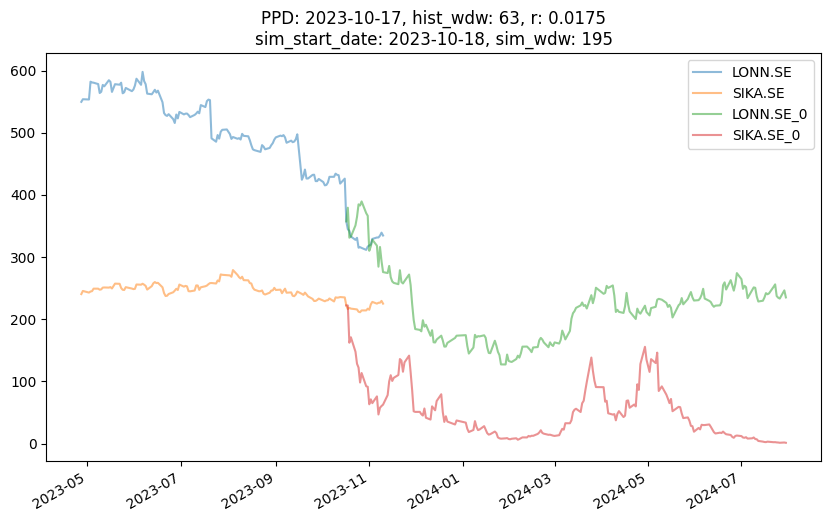 PPD: 2023-10-17, hist_wdw: 63, r: 0.0175
sim_start_date: 2023-10-18, sim_wdw: 195
LONN.SE
SIKA.SE
LONN.SE_0
SIKA.SE_0
600
500
400
300
200
100
0
2023-05
2023-07
2023-09
2023-11
2024-01
2024-03
2024-05
2024-07